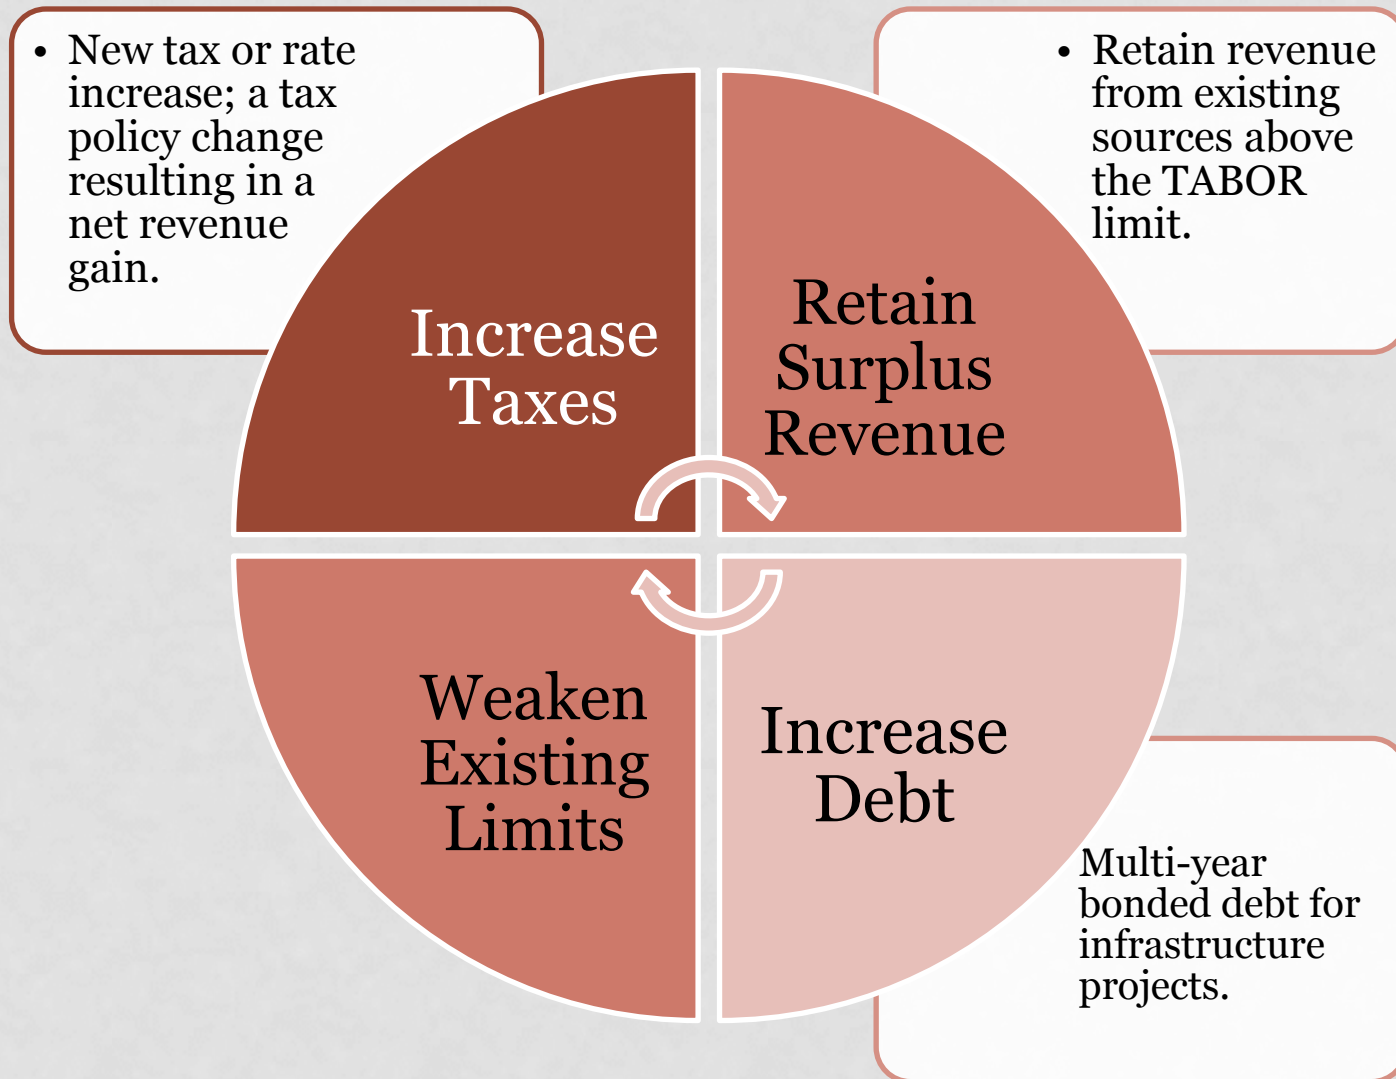 • New tax or rate
increase; a tax
policy change
resulting in a
net revenue
gain.
• Retain revenue
from existing
sources above
the TABOR
limit.
Increase
Taxes
Retain
Surplus
Revenue
Weaken
Existing
Limits
Increase
Debt
Multi-year
bonded debt for
infrastructure
projects.